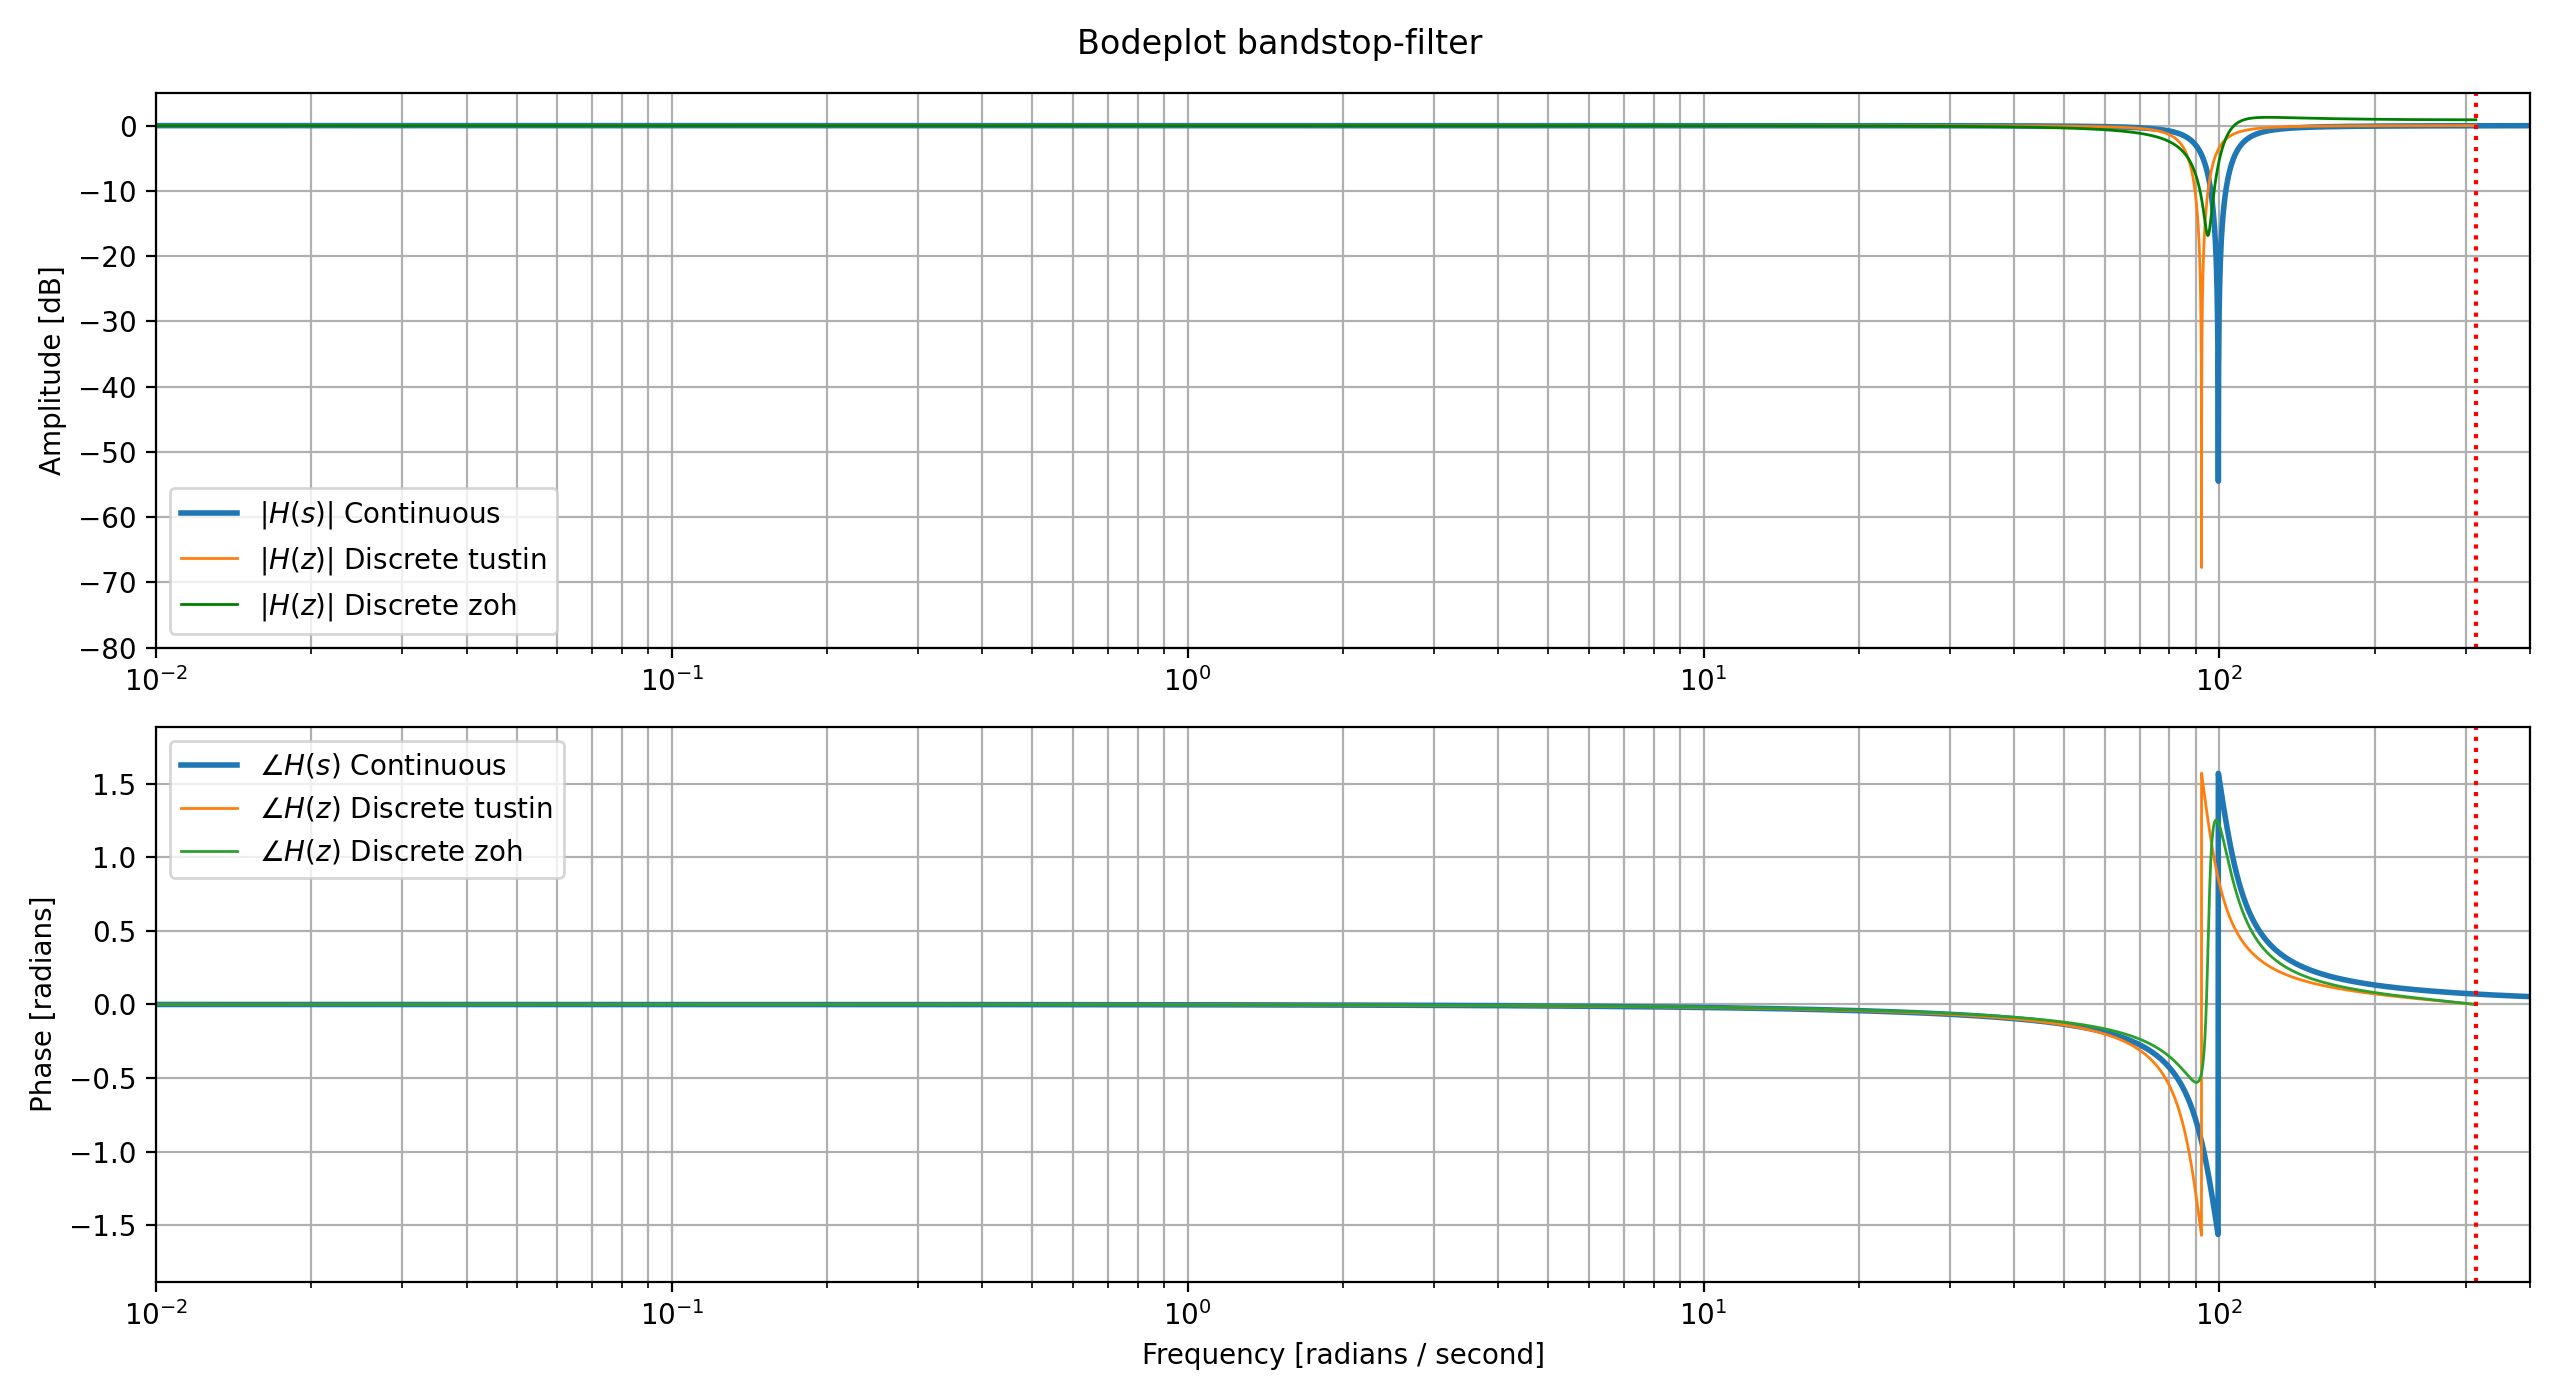 Bodeplot bandstop-filter
Amplitude [dB]
0
−10
−20
−30
−40
−50
−60
−70
−80
|H(s)| Continuous
|H(z)| Discrete tustin
|H(z)| Discrete zoh
10⁻² 10⁻¹ 10⁰ 10¹ 10²
Phase [radians]
1.5
1.0
0.5
0.0
−0.5
−1.0
−1.5
∠H(s) Continuous
∠H(z) Discrete tustin
∠H(z) Discrete zoh
10⁻² 10⁻¹ 10⁰ 10¹ 10²
Frequency [radians / second]